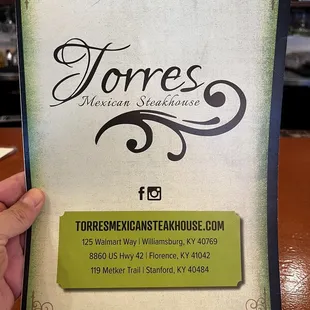 Torres
Mexican Steakhouse
TORRESMEXICANSTEAKHOUSE.COM
125 Walmart Way | Williamsburg, KY 40769
8860 US Hwy 42 | Florence, KY 41042
119 Metker Trail | Stanford, KY 40484